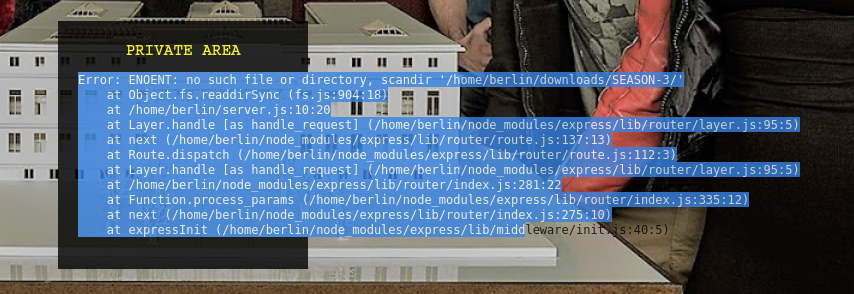 PRIVATE AREA
Error: ENOENT: no such file or directory, scandir '/home/berlin/downloads/SEASON-3/'
at Object.fs.readdirSync (fs.js:904:18)
at /home/berlin/server.js:10:20
at Layer.handle [as handle_request] (/home/berlin/node_modules/express/lib/router/layer.js:95:5)
at next (/home/berlin/node_modules/express/lib/router/route.js:137:13)
at Route.dispatch (/home/berlin/node_modules/express/lib/router/route.js:112:3)
at Layer.handle [as handle_request] (/home/berlin/node_modules/express/lib/router/layer.js:95:5)
at /home/berlin/node_modules/express/lib/router/index.js:281:22
at Function.process_params (/home/berlin/node_modules/express/lib/router/index.js:335:12)
at next (/home/berlin/node_modules/express/lib/router/index.js:275:10)
at expressInit (/home/berlin/node_modules/express/lib/middleware/init.js:40:5)